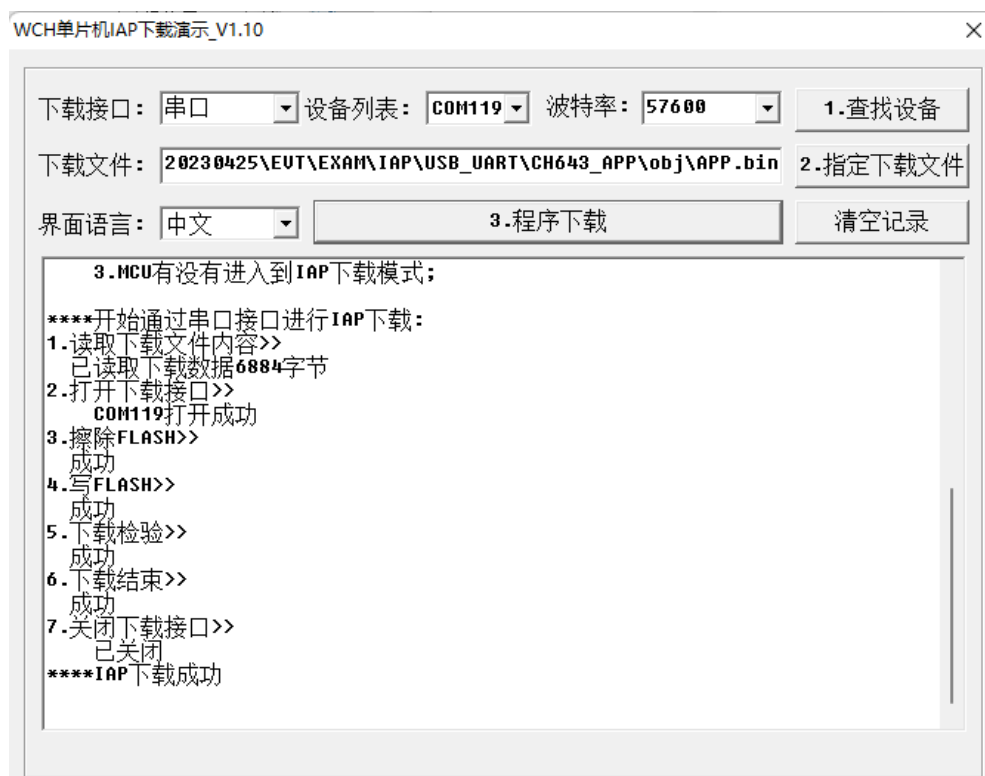 WCH单片机IAP下载演示_V1.10
下载接口: 串口 设备列表: COM119 波特率: 57600 1.查找设备
下载文件: 20230425\EVT\EXAM\IAP\USB_UART\CH643_APP\obj\APP.bin 2.指定下载文件
界面语言: 中文 3.程序下载 清空记录
3.MCU有没有进入到IAP下载模式;
****开始通过串口接口进行IAP下载:
1.读取下载文件内容>>
已读取下载数据6884字节
2.打开下载接口>>
COM119打开成功
3.擦除FLASH>>
成功
4.写FLASH>>
成功
5.下载检验>>
成功
6.下载结束>>
成功
7.关闭下载接口>>
已关闭
****IAP下载成功